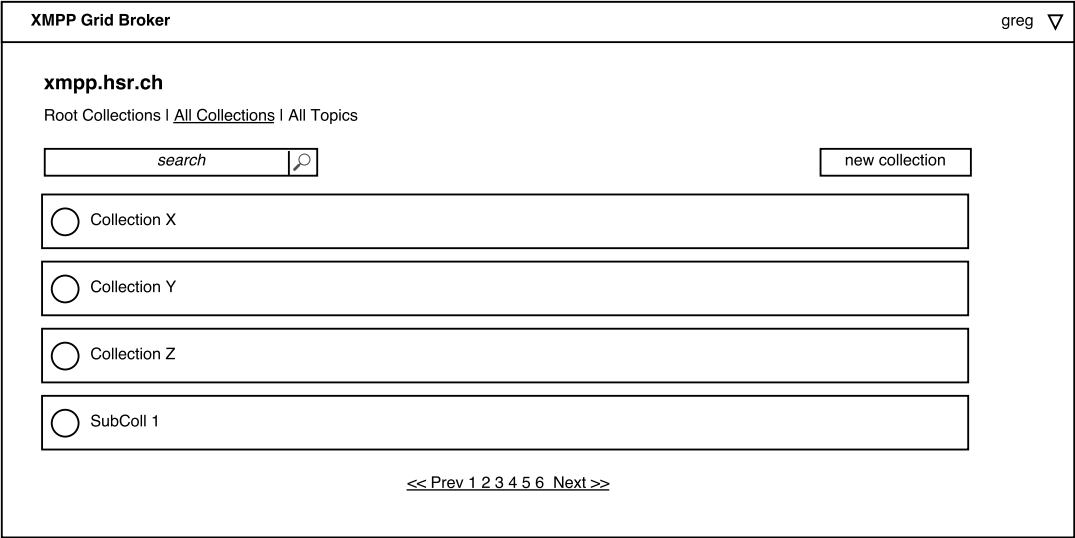 XMPP Grid Broker greg
xmpp.hsr.ch
Root Collections | All Collections | All Topics
search new collection
Collection X
Collection Y
Collection Z
SubColl 1
<< Prev 1 2 3 4 5 6 Next >>